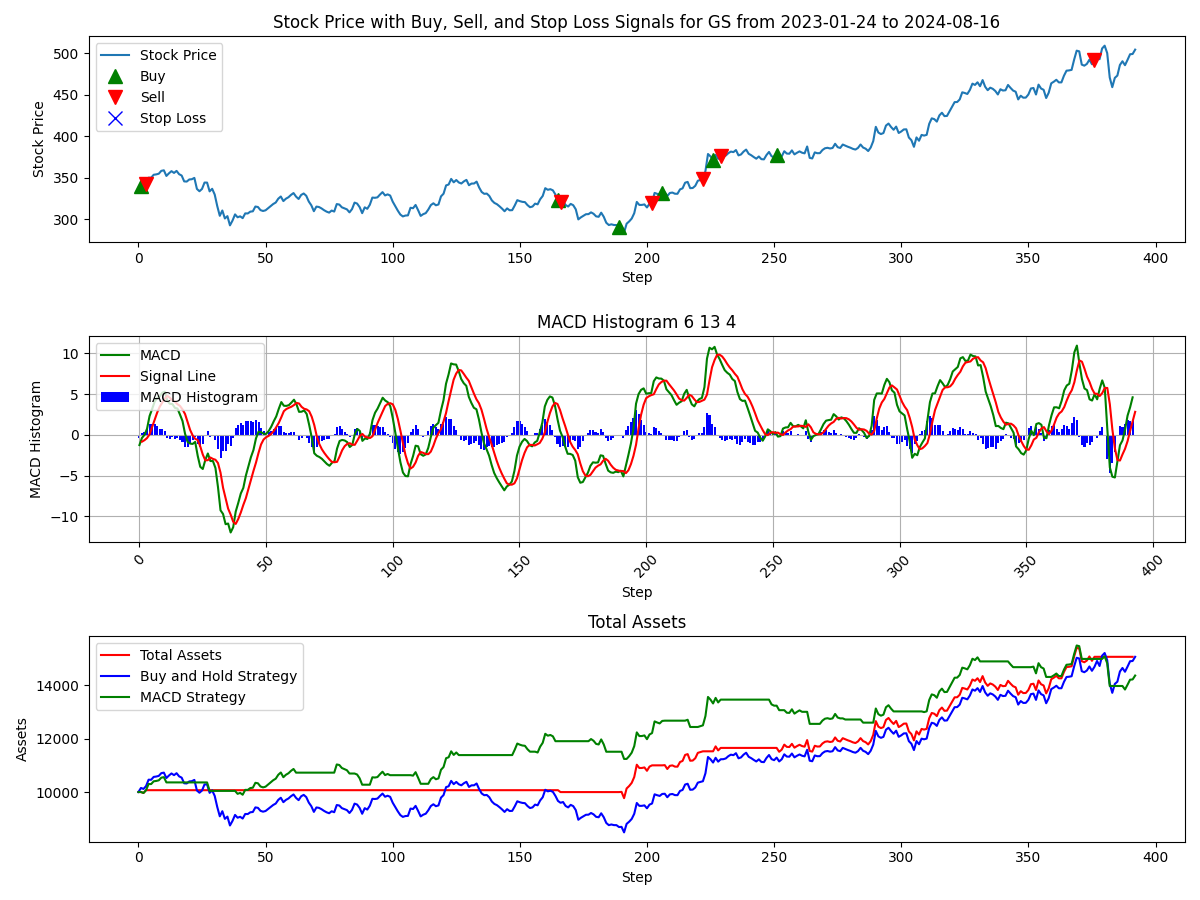 Stock Price with Buy, Sell, and Stop Loss Signals for GS from 2023-01-24 to 2024-08-16
Stock Price
Buy
Sell
Stop Loss
Stock Price
500
450
400
350
300
0 50 100 150 200 250 300 350 400
Step
MACD Histogram 6 13 4
MACD
Signal Line
MACD Histogram
MACD Histogram
10
5
0
−5
−10
0 50 100 150 200 250 300 350 400
Step
Total Assets
Total Assets
Buy and Hold Strategy
MACD Strategy
Assets
14000
12000
10000
0 50 100 150 200 250 300 350 400
Step